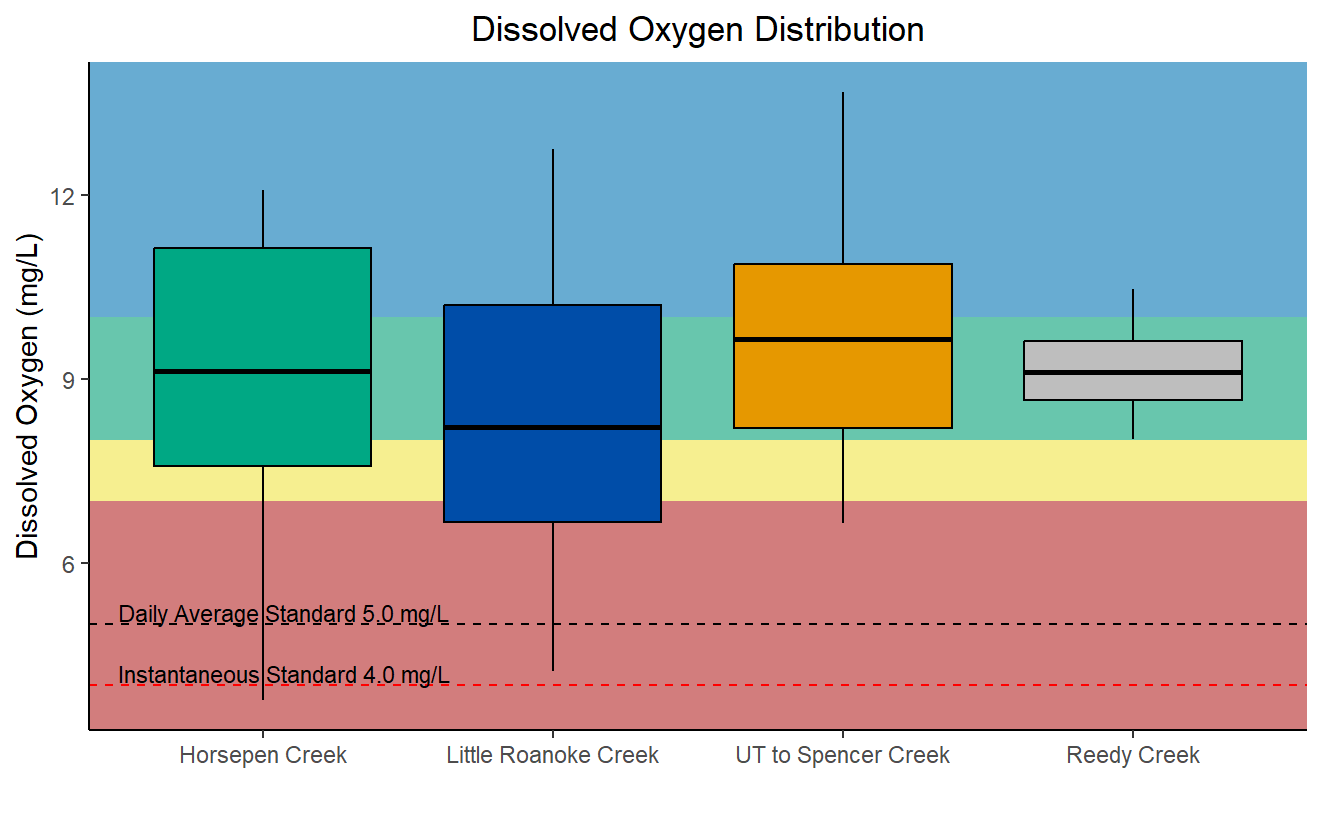 Dissolved Oxygen Distribution
Dissolved Oxygen (mg/L)
12
9
6
Daily Average Standard 5.0 mg/L
Instantaneous Standard 4.0 mg/L
Horsepen Creek
Little Roanoke Creek
UT to Spencer Creek
Reedy Creek